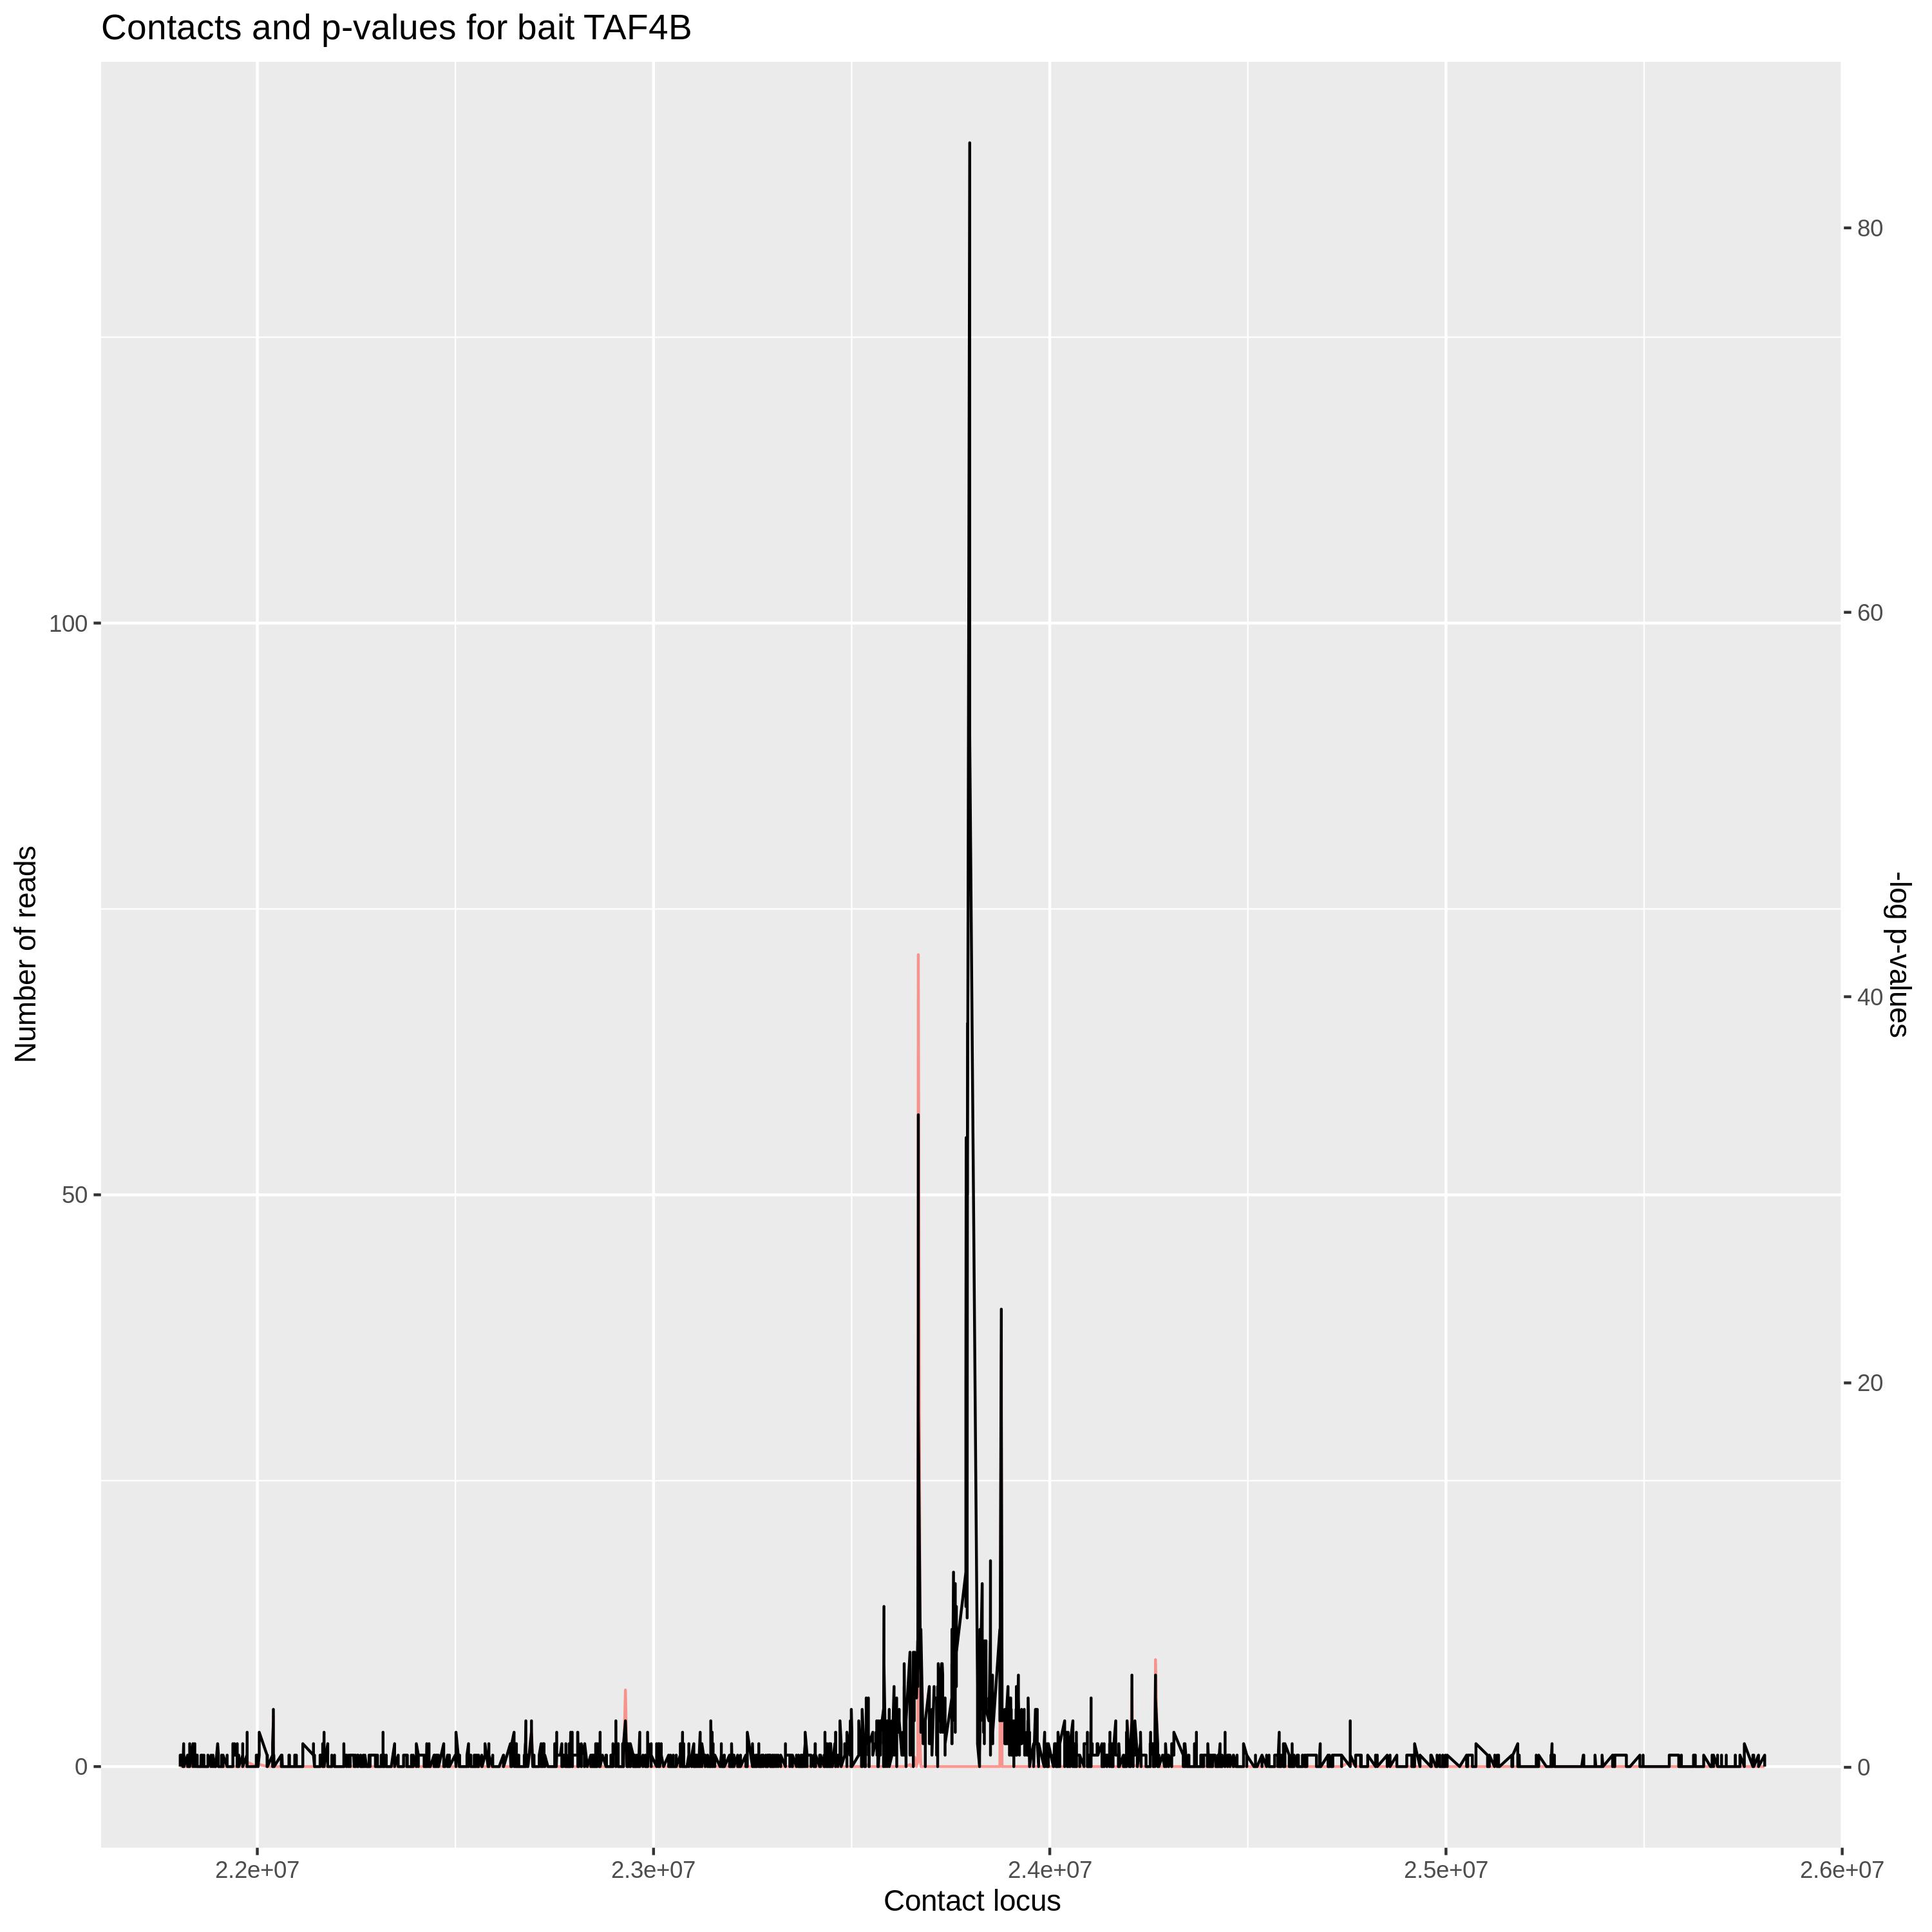 Contacts and p-values for bait TAF4B
Number of reads
100
50
0
80
60
40
20
0
-log p-values
2.2e+07
2.3e+07
2.4e+07
2.5e+07
2.6e+07
Contact locus